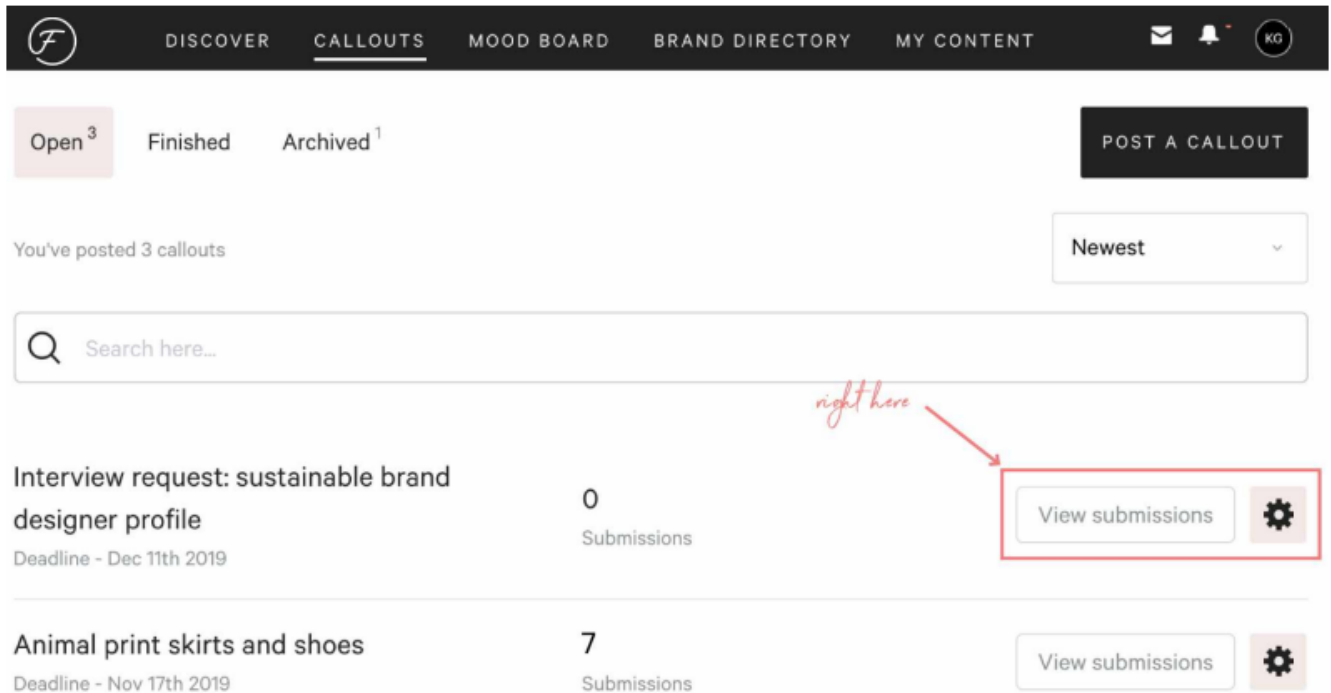 F DISCOVER CALLOUTS MOOD BOARD BRAND DIRECTORY MY CONTENT KG
Open 3 Finished Archived 1 POST A CALLOUT
You've posted 3 callouts Newest
Search here...
right here
Interview request: sustainable brand
designer profile
Deadline - Dec 11th 2019
0
Submissions
View submissions
Animal print skirts and shoes
Deadline - Nov 17th 2019
7
Submissions
View submissions